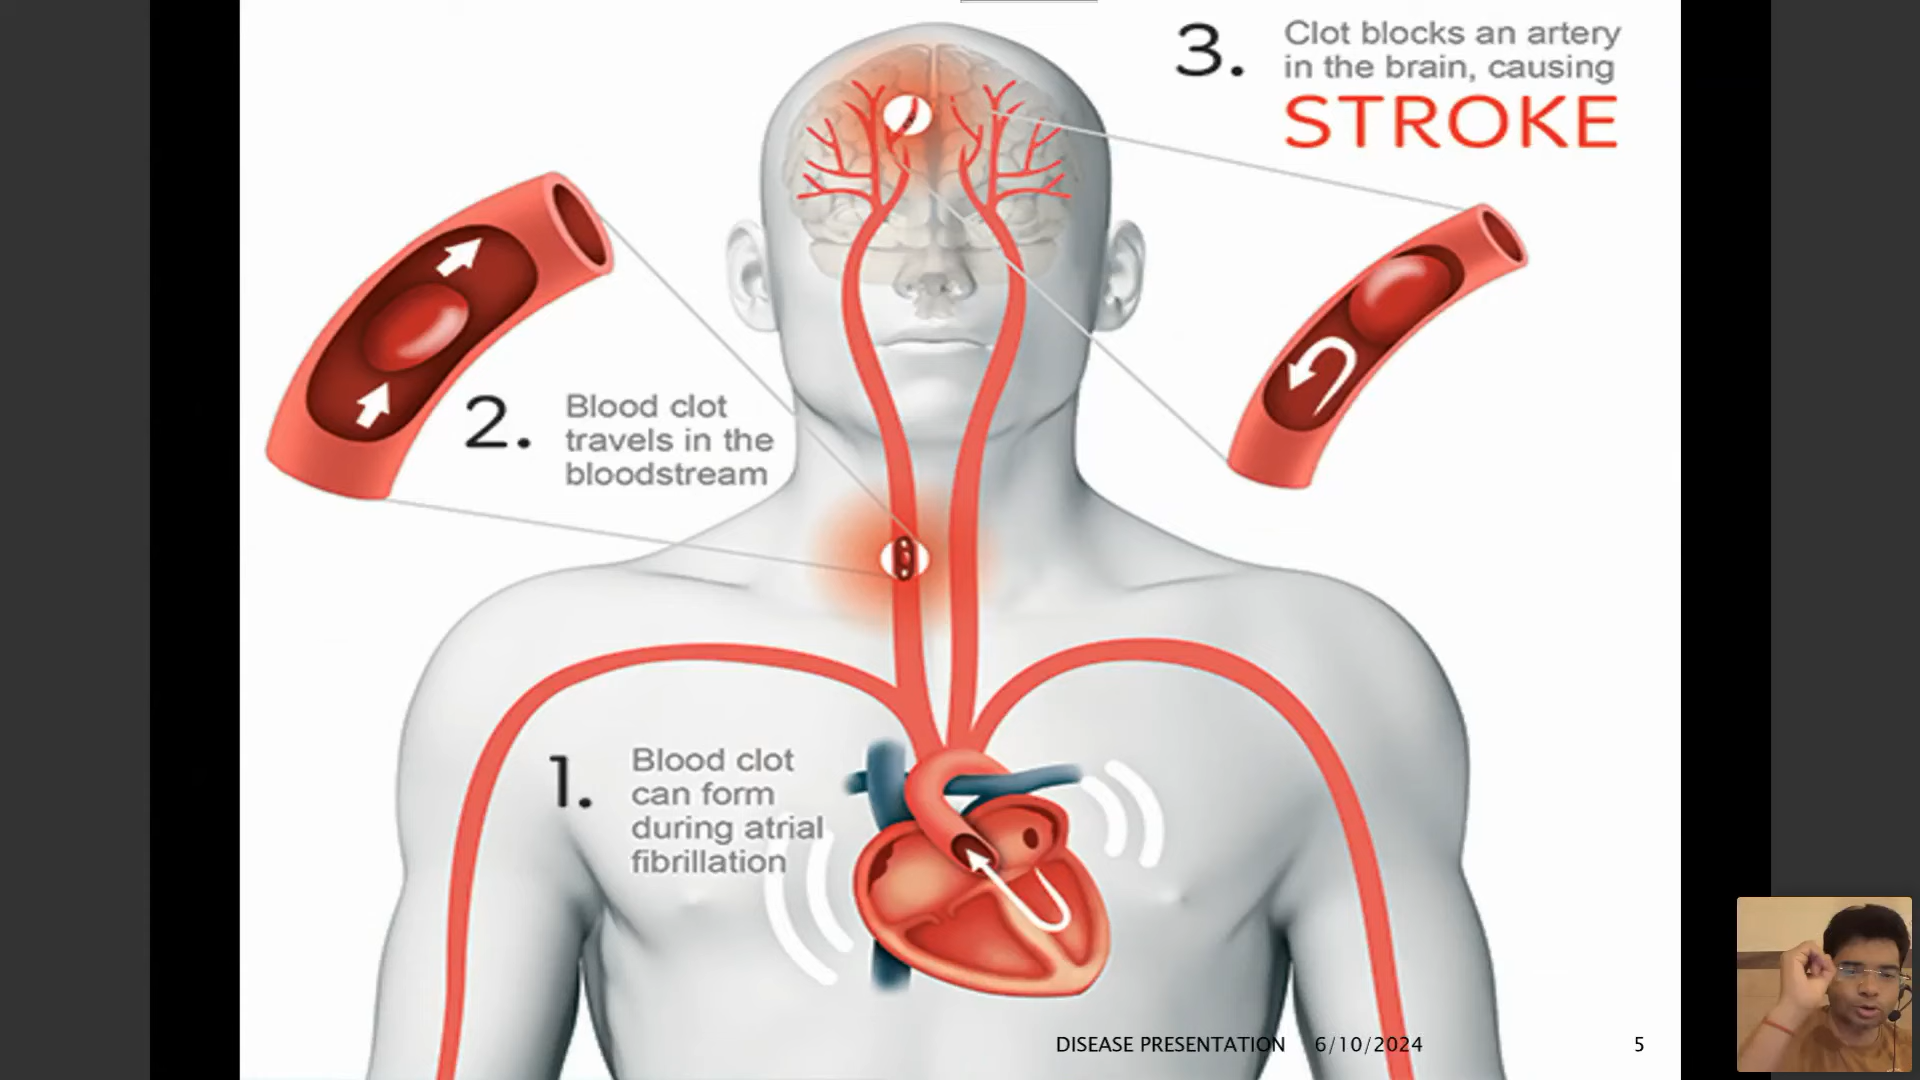 3.
Clot blocks an artery
in the brain, causing
STROKE
2.
Blood clot
travels in the
bloodstream
1.
Blood clot
can form
during atrial
fibrillation
DISEASE PRESENTATION 6/10/2024 5